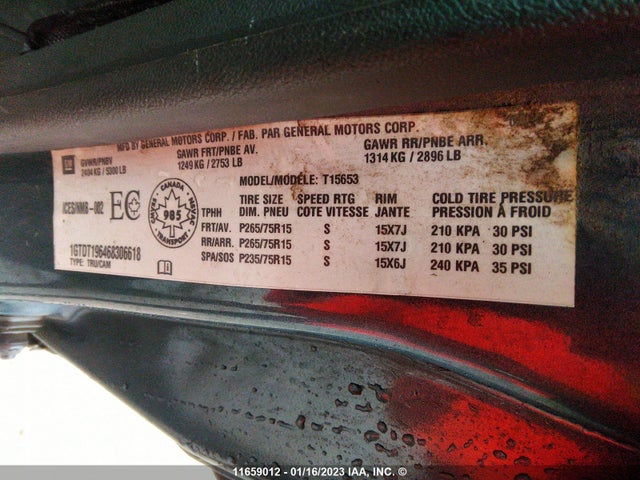 MFD BY GENERAL MOTORS CORP. / FAB. PAR GENERAL MOTORS CORP.
GM
GVWR/PNBV
2404 KG / 5300 LB
GAWR FRT/PNBE AV.
1249 KG / 2753 LB
GAWR RR/PNBE ARR.
1314 KG / 2896 LB
MODEL/MODÈLE: T15653
ICES/NMB-002
EC
CANADA
985
TRANSPORT
TPHH
TIRE SIZE SPEED RTG RIM COLD TIRE PRESSURE
DIM. PNEU COTE VITESSE JANTE PRESSION À FROID
FRT/AV. P265/75R15 S 15X7J 210 KPA 30 PSI
RR/ARR. P265/75R15 S 15X7J 210 KPA 30 PSI
SPA/SOS P235/75R15 S 15X6J 240 KPA 35 PSI
1GTDT196468306618
TYPE: TRU/CAM
11659012 - 01/16/2023 IAA, INC. ©